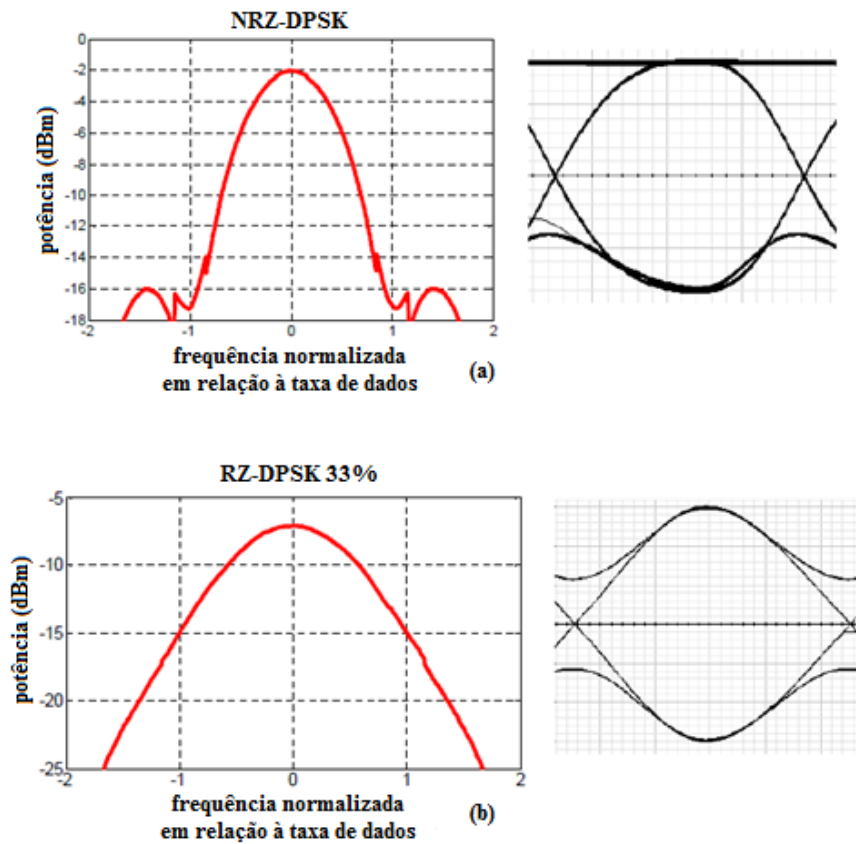 NRZ-DPSK
0
-2
-4
-6
-8
-10
-12
-14
-16
-18
-2
-1
0
1
2
potência (dBm)
frequência normalizada
em relação à taxa de dados
(a)
RZ-DPSK 33%
-5
-10
-15
-20
-25
-2
-1
0
1
2
potência (dBm)
frequência normalizada
em relação à taxa de dados
(b)